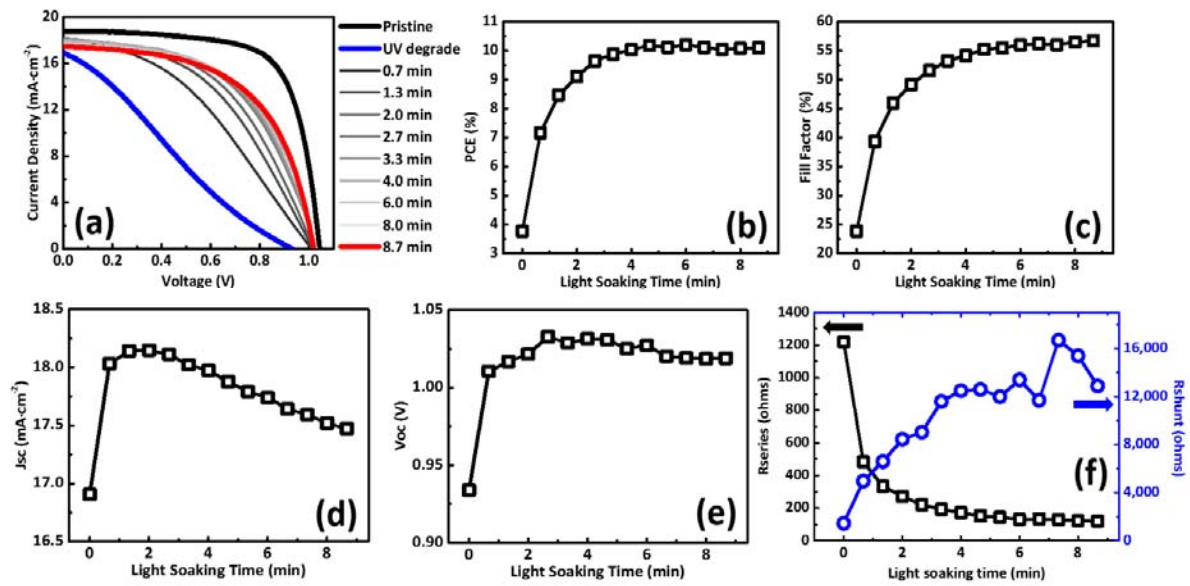 (a)
Current Density (mA·cm⁻²)
20
16
12
8
4
0
0.0 0.2 0.4 0.6 0.8 1.0
Voltage (V)
Pristine
UV degrade
0.7 min
1.3 min
2.0 min
2.7 min
3.3 min
4.0 min
6.0 min
8.0 min
8.7 min
(b)
PCE (%)
11
10
9
8
7
6
5
4
3
0 2 4 6 8
Light Soaking Time (min)
(c)
Fill Factor (%)
60
55
50
45
40
35
30
25
20
0 2 4 6 8
Light Soaking Time (min)
(d)
Jsc (mA·cm⁻²)
18.5
18.0
17.5
17.0
16.5
0 2 4 6 8
Light Soaking Time (min)
(e)
Voc (V)
1.05
1.00
0.95
0.90
0 2 4 6 8
Light Soaking Time (min)
(f)
Rseries (ohms)
1400
1200
1000
800
600
400
200
0
0 2 4 6 8
Light soaking time (min)
16,000
12,000
8,000
4,000
0
Rshunt (ohms)